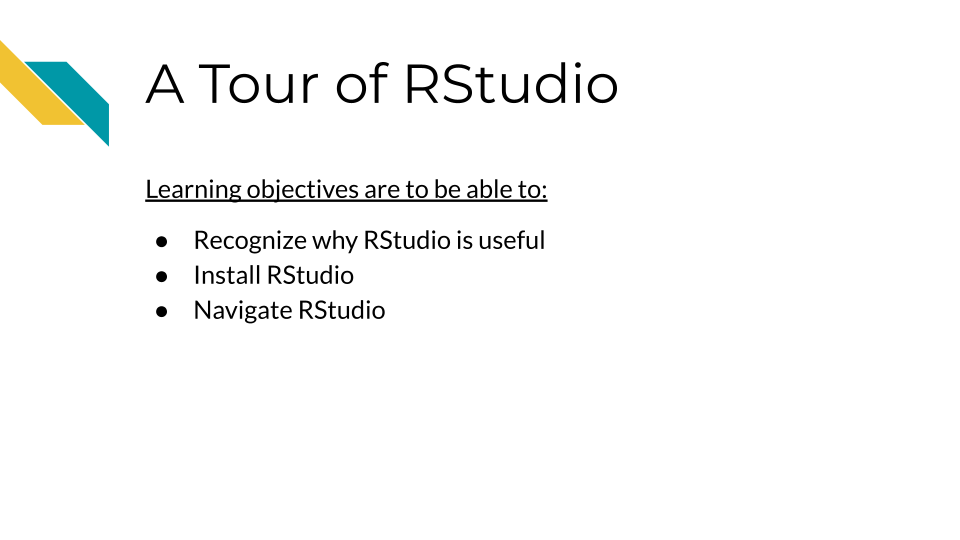 A Tour of RStudio
Learning objectives are to be able to:
● Recognize why RStudio is useful
● Install RStudio
● Navigate RStudio